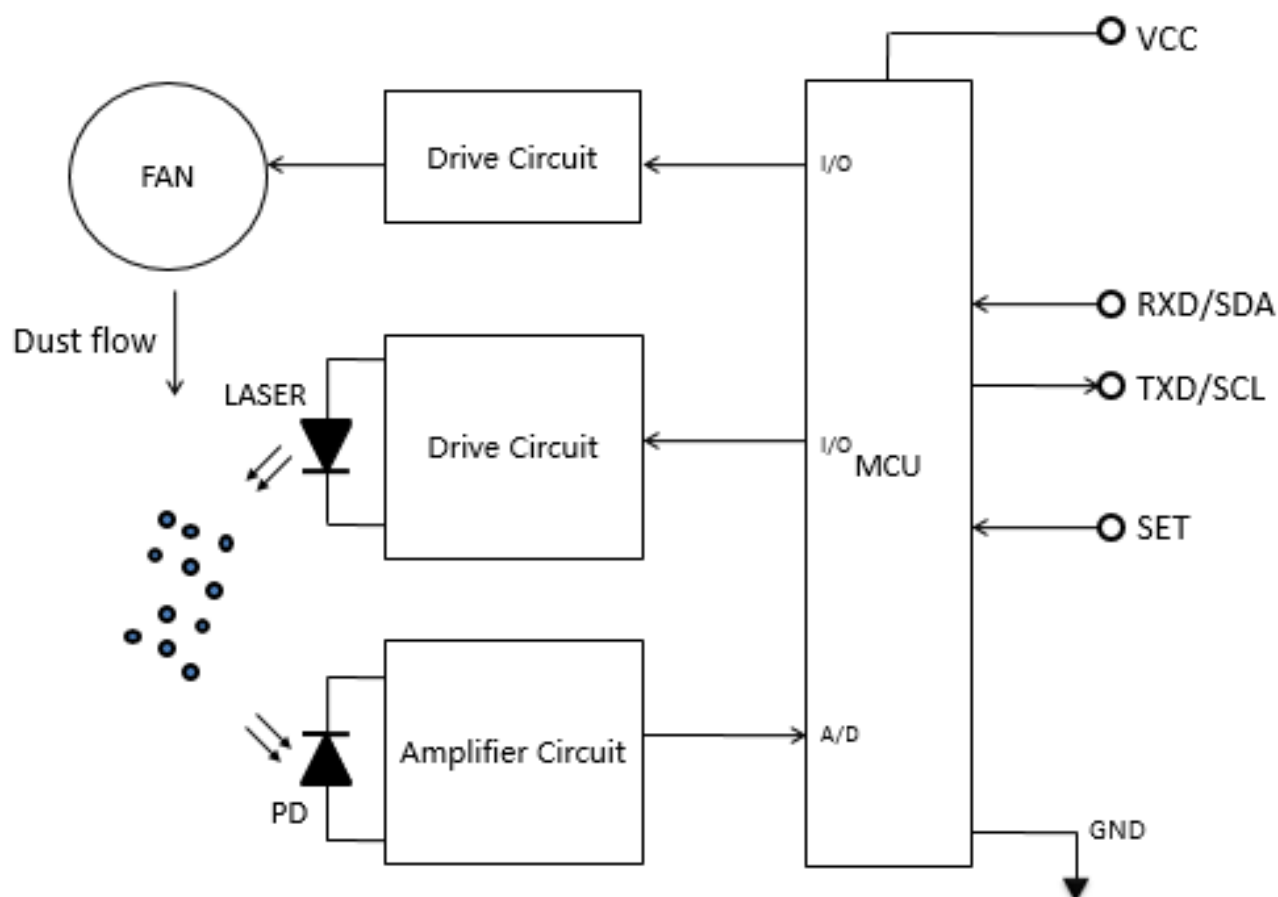 VCC
FAN
Drive Circuit
I/O
RXD/SDA
Dust flow
TXD/SCL
LASER
Drive Circuit
I/O
MCU
SET
Amplifier Circuit
A/D
PD
GND